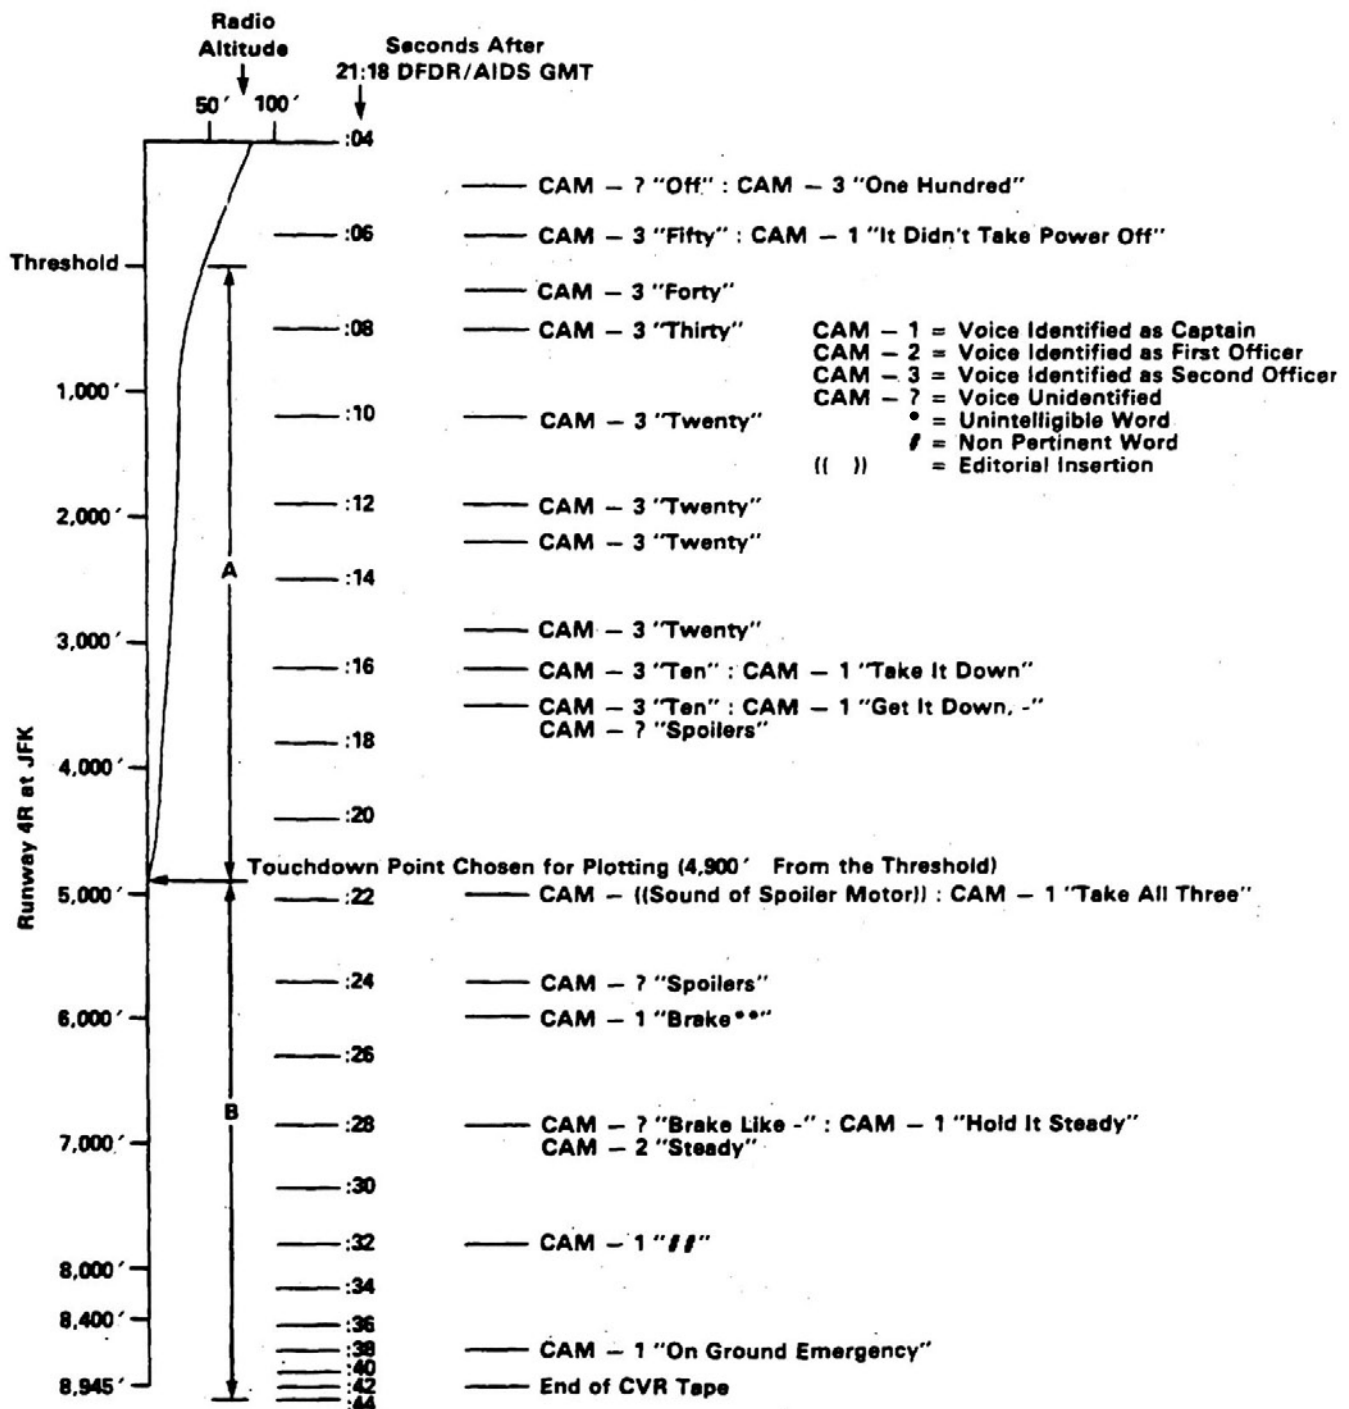 Radio
Altitude
Seconds After
21:18 DFDR/AIDS GMT
50′ 100′
:04
CAM – ? "Off" : CAM – 3 "One Hundred"
:06 CAM – 3 "Fifty" : CAM – 1 "It Didn't Take Power Off"
Threshold
CAM – 3 "Forty"
:08 CAM – 3 "Thirty"
CAM – 1 = Voice Identified as Captain
CAM – 2 = Voice Identified as First Officer
CAM – 3 = Voice Identified as Second Officer
CAM – ? = Voice Unidentified
• = Unintelligible Word
# = Non Pertinent Word
(( )) = Editorial Insertion
1,000′
:10 CAM – 3 "Twenty"
:12 CAM – 3 "Twenty"
2,000′
CAM – 3 "Twenty"
A
:14
CAM – 3 "Twenty"
3,000′
:16 CAM – 3 "Ten" : CAM – 1 "Take It Down"
CAM – 3 "Ten" : CAM – 1 "Get It Down, -"
CAM – ? "Spoilers"
:18
4,000′
Runway 4R at JFK
:20
Touchdown Point Chosen for Plotting (4,900′ From the Threshold)
5,000′
:22 CAM – ((Sound of Spoiler Motor)) : CAM – 1 "Take All Three"
:24 CAM – ? "Spoilers"
6,000′
CAM – 1 "Brake••"
:26
B
:28 CAM – ? "Brake Like -" : CAM – 1 "Hold It Steady"
CAM – 2 "Steady"
7,000′
:30
:32 CAM – 1 "##"
8,000′
:34
8,400′
:36
:38 CAM – 1 "On Ground Emergency"
:40
8,945′
:42 End of CVR Tape
:44